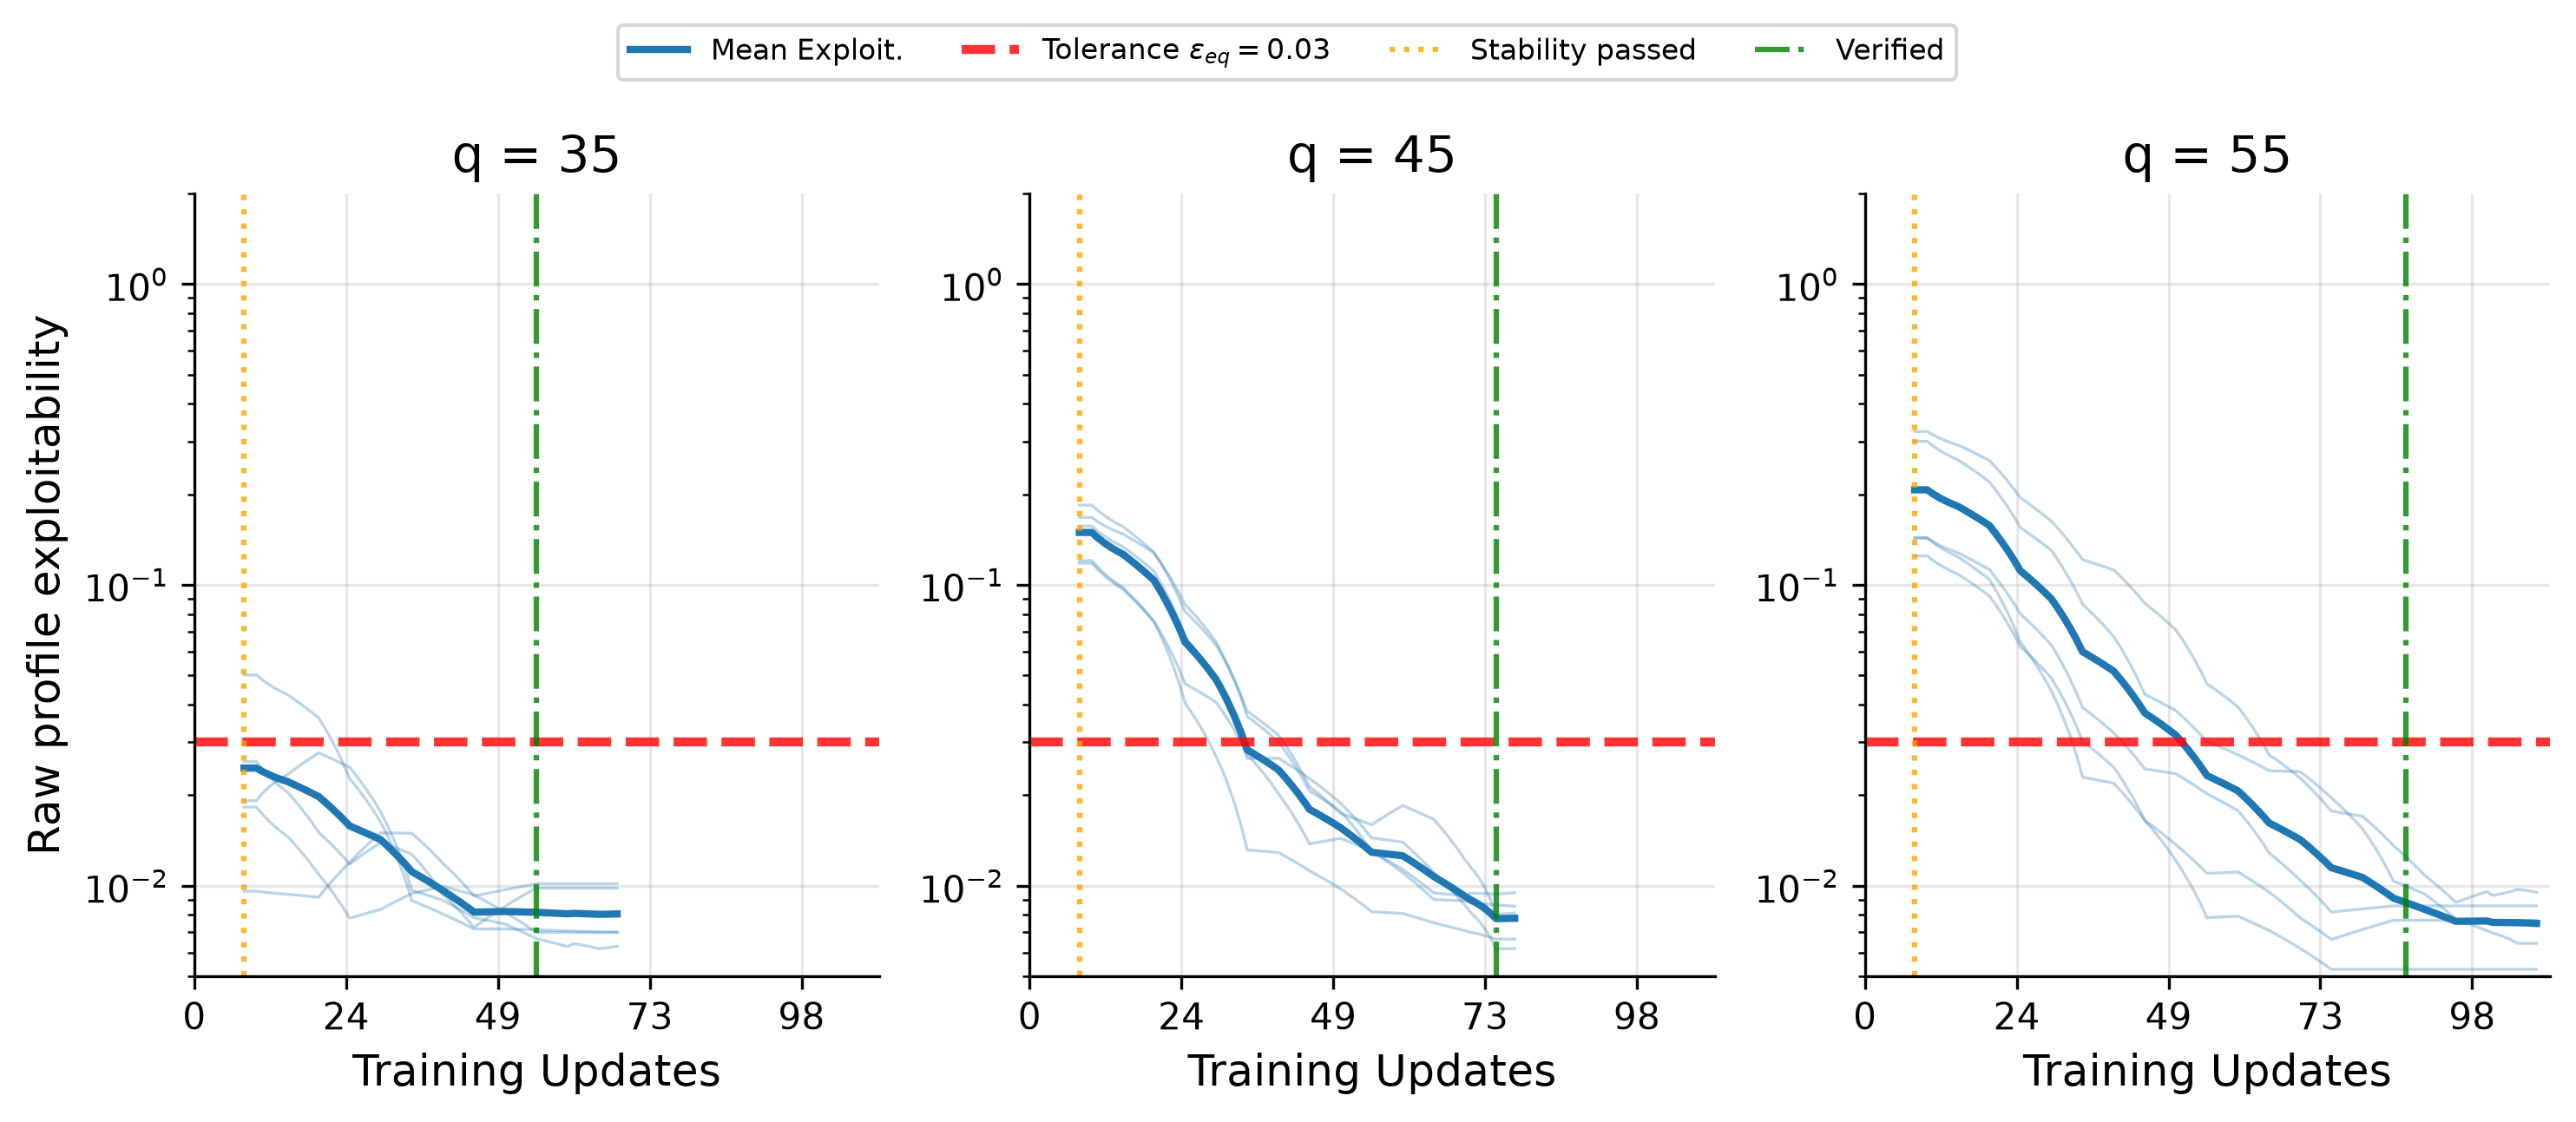 Mean Exploit. Tolerance ε_eq = 0.03 Stability passed Verified
q = 35 q = 45 q = 55
Raw profile exploitability
10⁰ 10⁰ 10⁰
10⁻¹ 10⁻¹ 10⁻¹
10⁻² 10⁻² 10⁻²
0 24 49 73 98 0 24 49 73 98 0 24 49 73 98
Training Updates Training Updates Training Updates